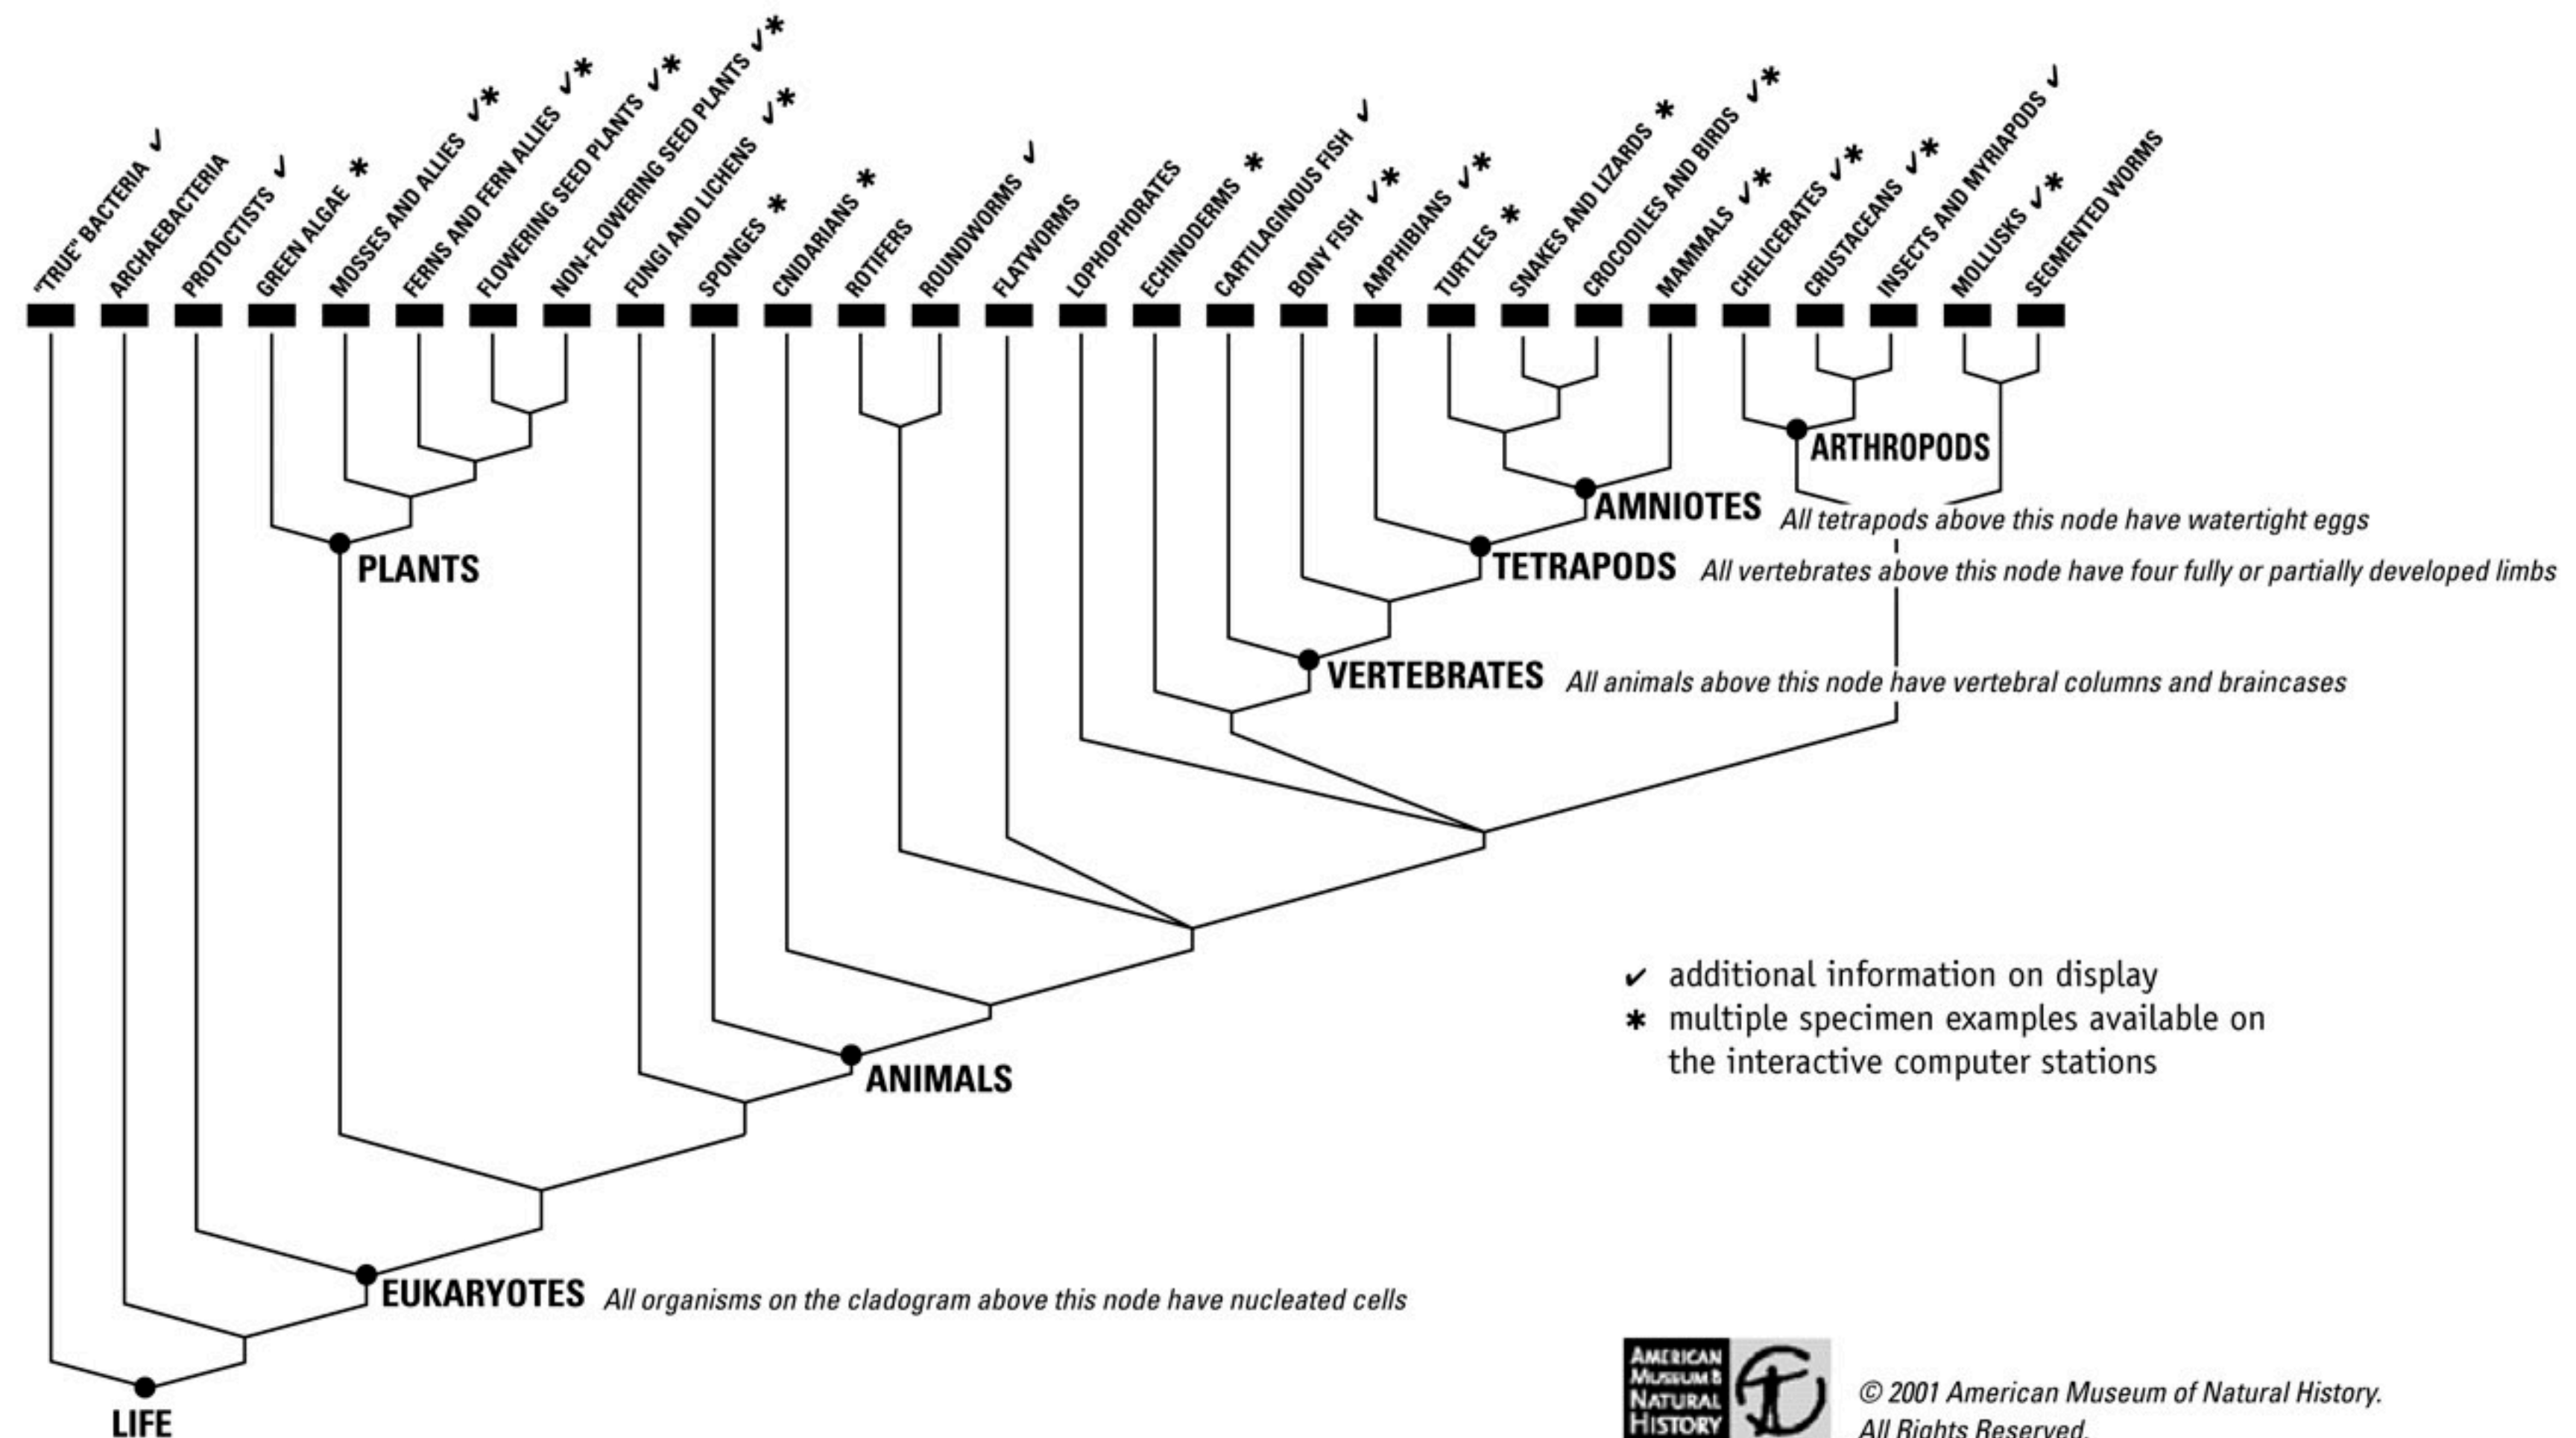 "TRUE" BACTERIA ✓
ARCHAEBACTERIA
PROTOCTISTS ✓
GREEN ALGAE *
MOSSES AND ALLIES ✓*
FERNS AND FERN ALLIES ✓*
FLOWERING SEED PLANTS ✓*
NON-FLOWERING SEED PLANTS ✓*
FUNGI AND LICHENS ✓*
SPONGES *
CNIDARIANS *
ROTIFERS
ROUNDWORMS ✓
FLATWORMS
LOPHOPHORATES
ECHINODERMS *
CARTILAGINOUS FISH ✓
BONY FISH ✓*
AMPHIBIANS ✓*
TURTLES *
SNAKES AND LIZARDS *
CROCODILES AND BIRDS ✓*
MAMMALS ✓*
CHELICERATES ✓*
CRUSTACEANS ✓*
INSECTS AND MYRIAPODS ✓
MOLLUSKS ✓*
SEGMENTED WORMS
ARTHROPODS
AMNIOTES All tetrapods above this node have watertight eggs
PLANTS
TETRAPODS All vertebrates above this node have four fully or partially developed limbs
VERTEBRATES All animals above this node have vertebral columns and braincases
✓ additional information on display
* multiple specimen examples available on
the interactive computer stations
ANIMALS
EUKARYOTES All organisms on the cladogram above this node have nucleated cells
LIFE
AMERICAN
MUSEUM &
NATURAL
HISTORY
© 2001 American Museum of Natural History.
All Rights Reserved.